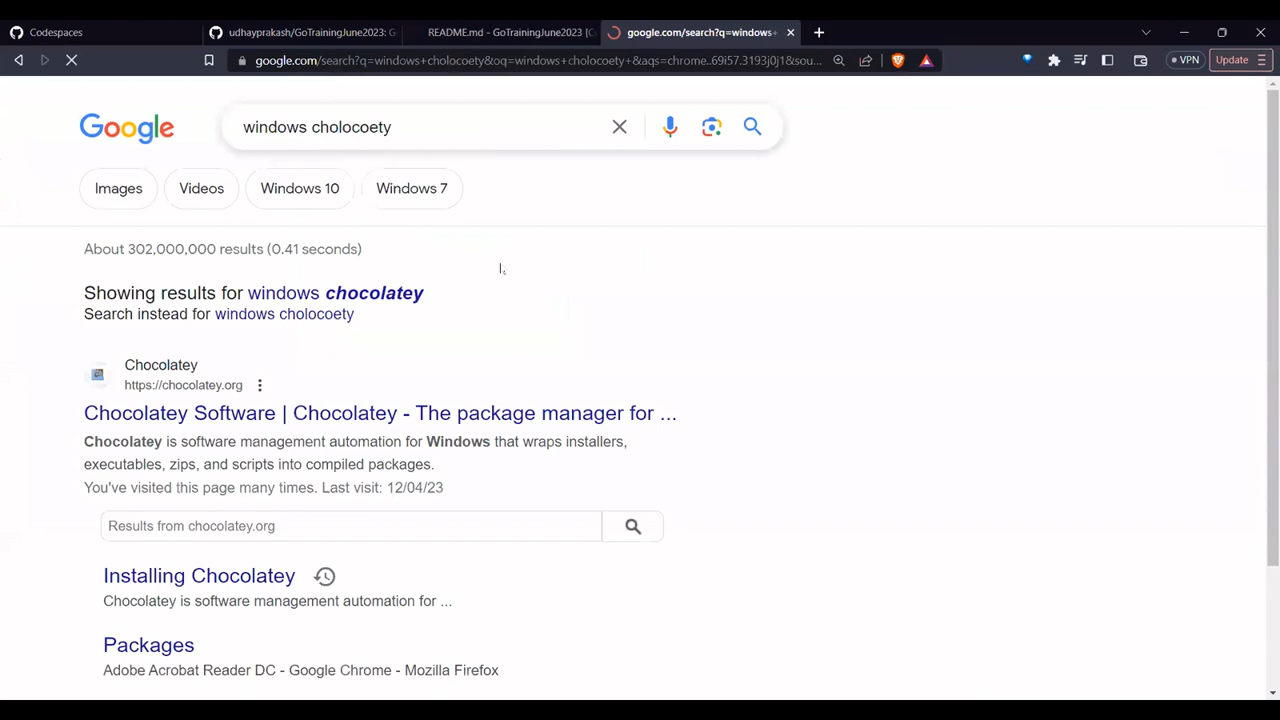 Codespaces
udhayprakash/GoTrainingJune2023: G
README.md - GoTrainingJune2023 [C
google.com/search?q=windows+
google.com/search?q=windows+cholocoety&oq=windows+cholocoety+&aqs=chrome..69i57.3193j0j1&sou...
VPN
Update
Google
windows cholocoety
Images
Videos
Windows 10
Windows 7
About 302,000,000 results (0.41 seconds)
Showing results for windows chocolatey
Search instead for windows cholocoety
Chocolatey
https://chocolatey.org
Chocolatey Software | Chocolatey - The package manager for ...
Chocolatey is software management automation for Windows that wraps installers,
executables, zips, and scripts into compiled packages.
You've visited this page many times. Last visit: 12/04/23
Results from chocolatey.org
Installing Chocolatey
Chocolatey is software management automation for ...
Packages
Adobe Acrobat Reader DC - Google Chrome - Mozilla Firefox